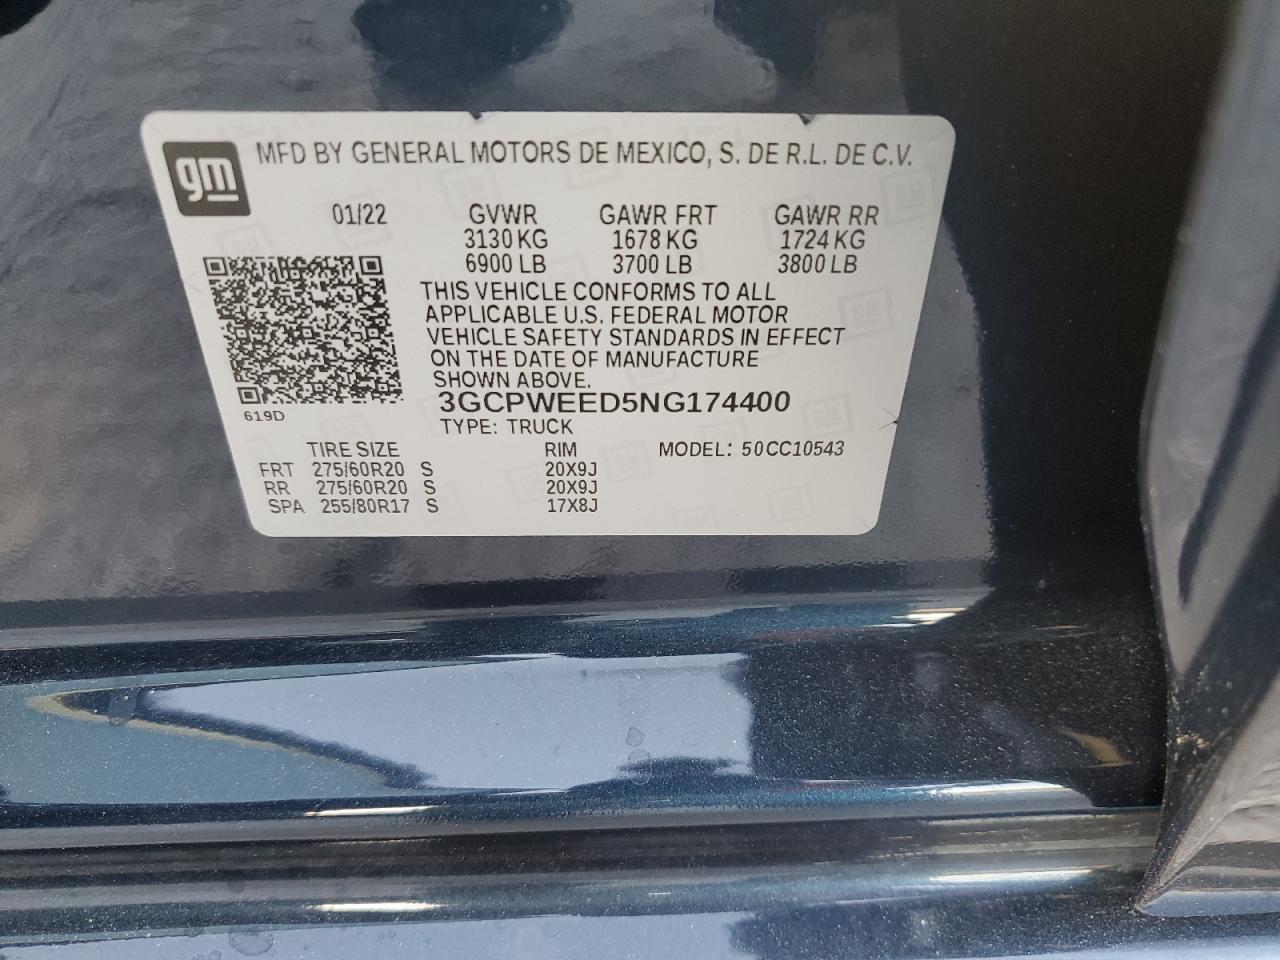 gm
MFD BY GENERAL MOTORS DE MEXICO, S. DE R.L. DE C.V.
01/22 GVWR GAWR FRT GAWR RR
3130 KG 1678 KG 1724 KG
6900 LB 3700 LB 3800 LB
THIS VEHICLE CONFORMS TO ALL
APPLICABLE U.S. FEDERAL MOTOR
VEHICLE SAFETY STANDARDS IN EFFECT
ON THE DATE OF MANUFACTURE
SHOWN ABOVE.
619D
3GCPWEED5NG174400
TYPE: TRUCK
TIRE SIZE RIM MODEL: 50CC10543
FRT 275/60R20 S 20X9J
RR 275/60R20 S 20X9J
SPA 255/80R17 S 17X8J